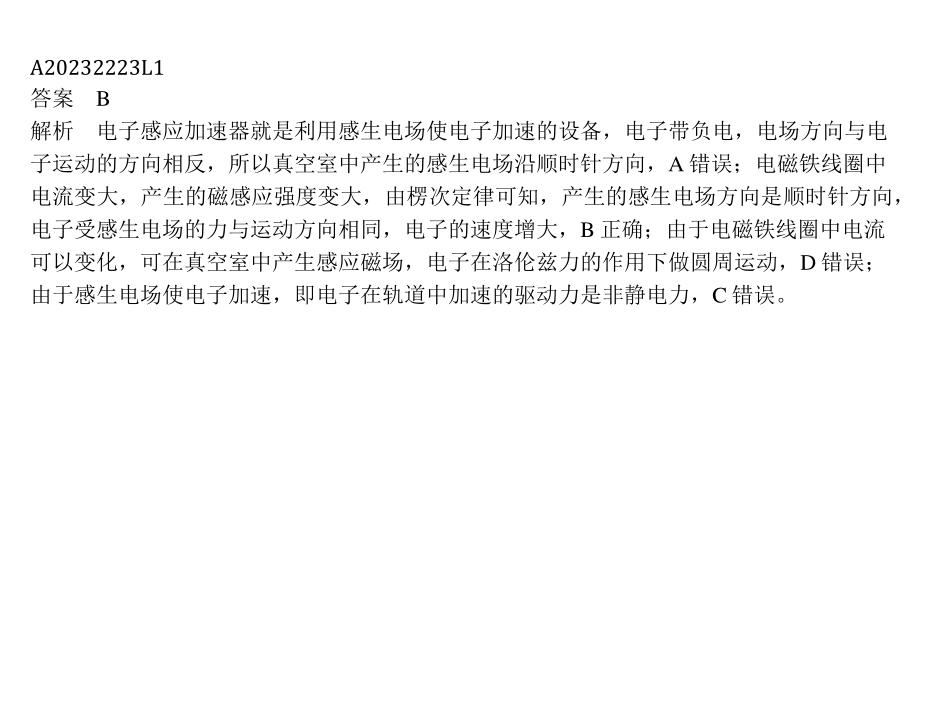 A20232223L1
答案 B
解析 电子感应加速器就是利用感生电场使电子加速的设备，电子带负电，电场方向与电
子运动的方向相反，所以真空室中产生的感生电场沿顺时针方向，A 错误；电磁铁线圈中
电流变大，产生的磁感应强度变大，由楞次定律可知，产生的感生电场方向是顺时针方向，
电子受感生电场的力与运动方向相同，电子的速度增大，B 正确；由于电磁铁线圈中电流
可以变化，可在真空室中产生感应磁场，电子在洛伦兹力的作用下做圆周运动，D 错误；
由于感生电场使电子加速，即电子在轨道中加速的驱动力是非静电力，C 错误。